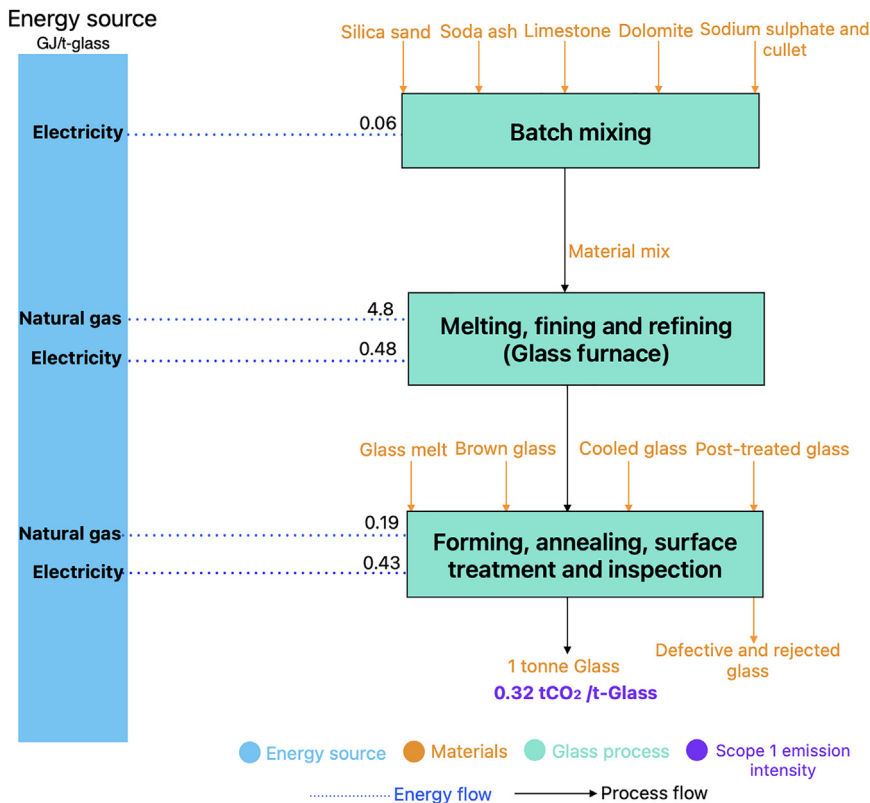 Energy source
GJ/t-glass
Silica sand
Soda ash
Limestone
Dolomite
Sodium sulphate and
cullet
Electricity
0.06
Batch mixing
Material mix
Natural gas
4.8
Electricity
0.48
Melting, fining and refining
(Glass furnace)
Glass melt
Brown glass
Cooled glass
Post-treated glass
Natural gas
0.19
Electricity
0.43
Forming, annealing, surface
treatment and inspection
1 tonne Glass
0.32 tCO₂ /t-Glass
Defective and rejected
glass
Energy source
Materials
Glass process
Scope 1 emission
intensity
Energy flow
Process flow